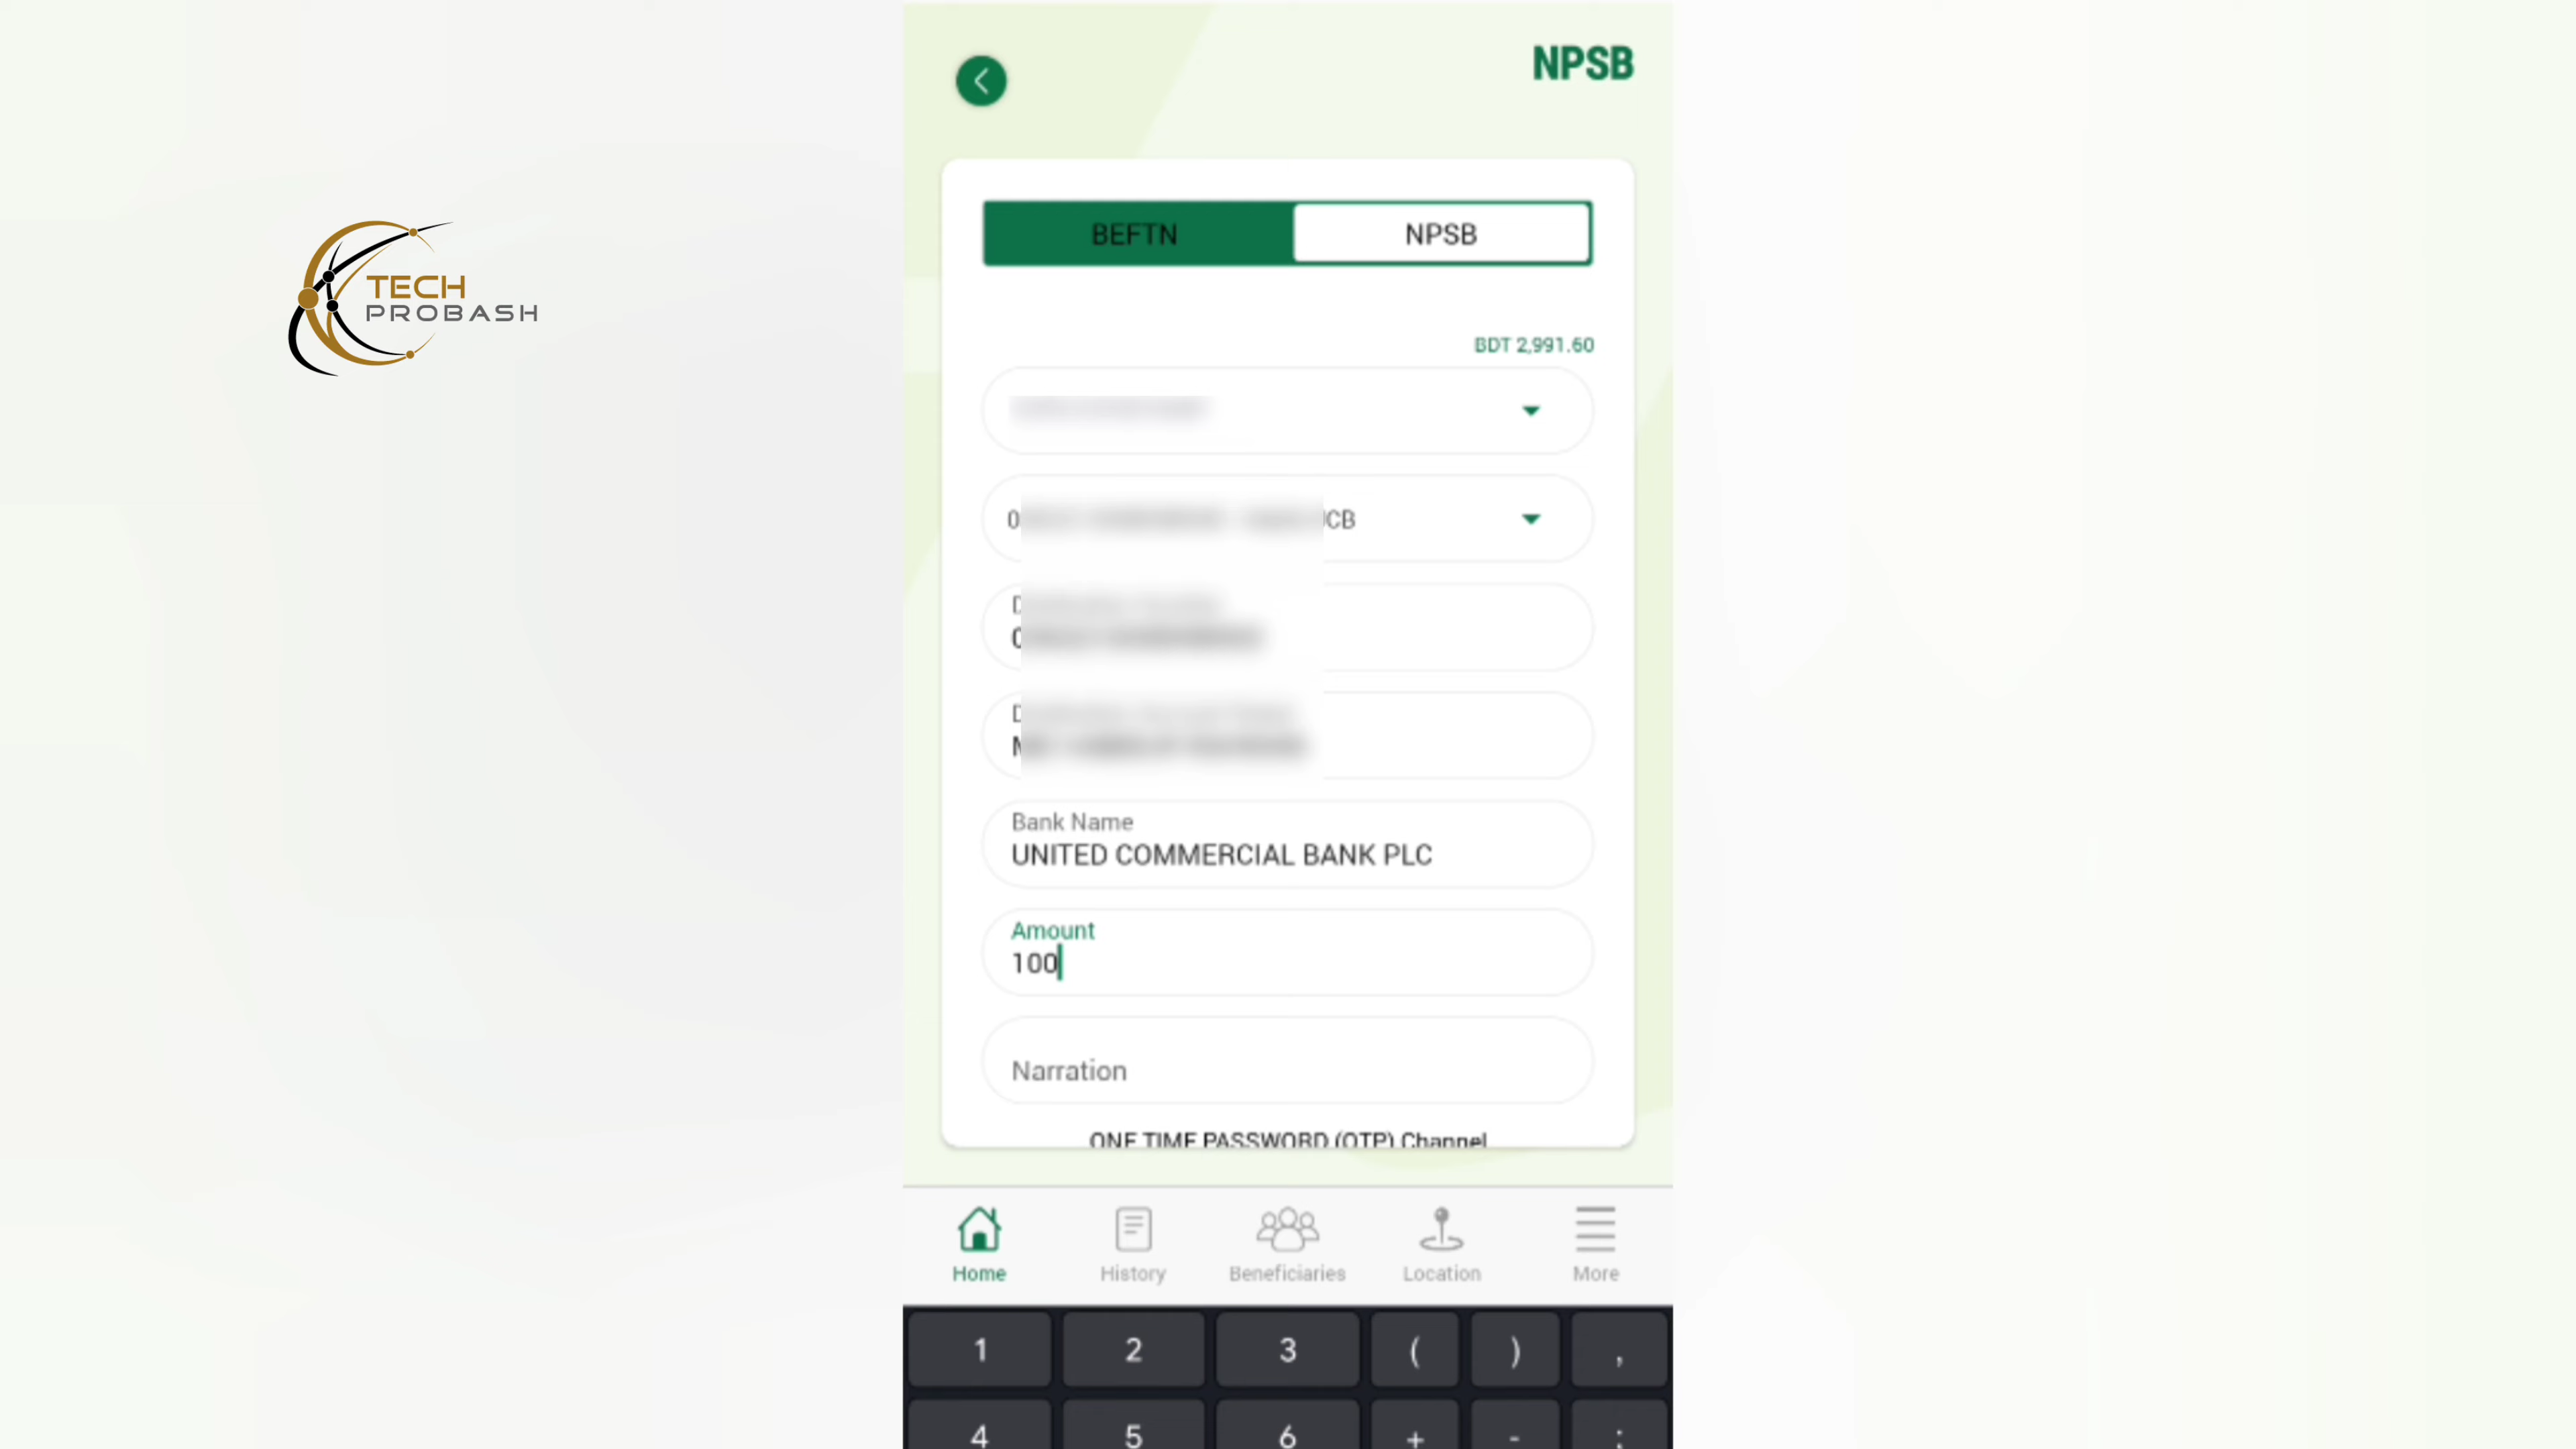 NPSB
BEFTN
NPSB
TECH
PROBASH
BDT 2,991.60
Bank Name
UNITED COMMERCIAL BANK PLC
Amount
100
Narration
ONE TIME PASSWORD (OTP) Channel
Home
History
Beneficiaries
Location
More
1 2 3 ( ) ,
4 5 6 + - ;